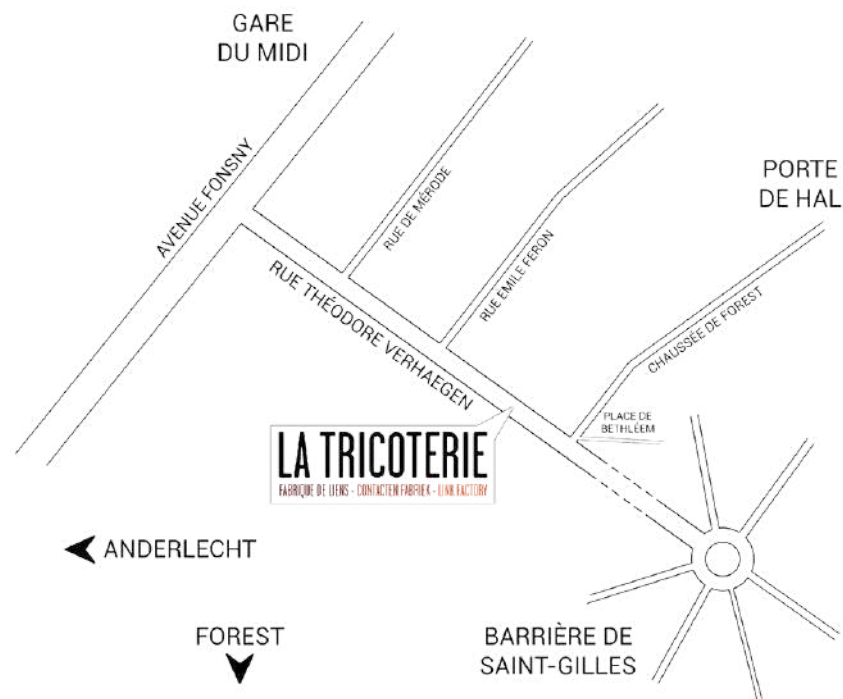 GARE
DU MIDI
AVENUE FONSNY
RUE DE MÉRODE
RUE EMILE FERON
PORTE
DE HAL
RUE THÉODORE VERHAEGEN
CHAUSSÉE DE FOREST
PLACE DE
BETHLÉEM
LA TRICOTERIE
FABRIQUE DE LIENS - CONTACTEN FABRIEK - LINK FACTORY
ANDERLECHT
FOREST
BARRIÈRE DE
SAINT-GILLES